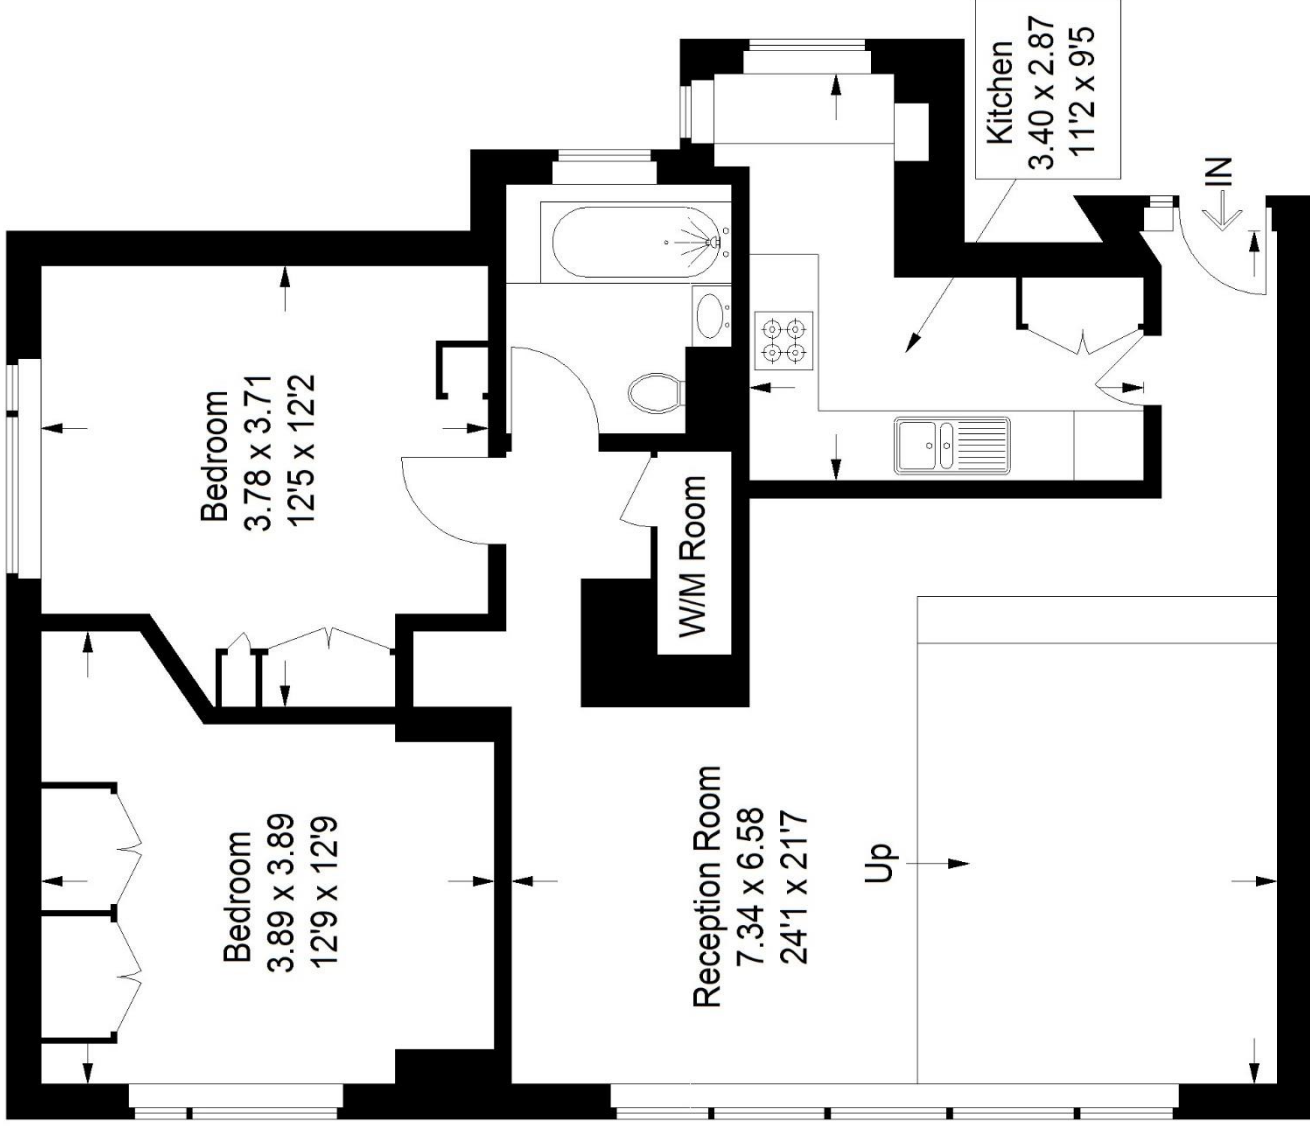 Kitchen
3.40 x 2.87
11'2 x 9'5
IN
Bedroom
3.78 x 3.71
12'5 x 12'2
W/M Room
Bedroom
3.89 x 3.89
12'9 x 12'9
Reception Room
7.34 x 6.58
24'1 x 21'7
Up